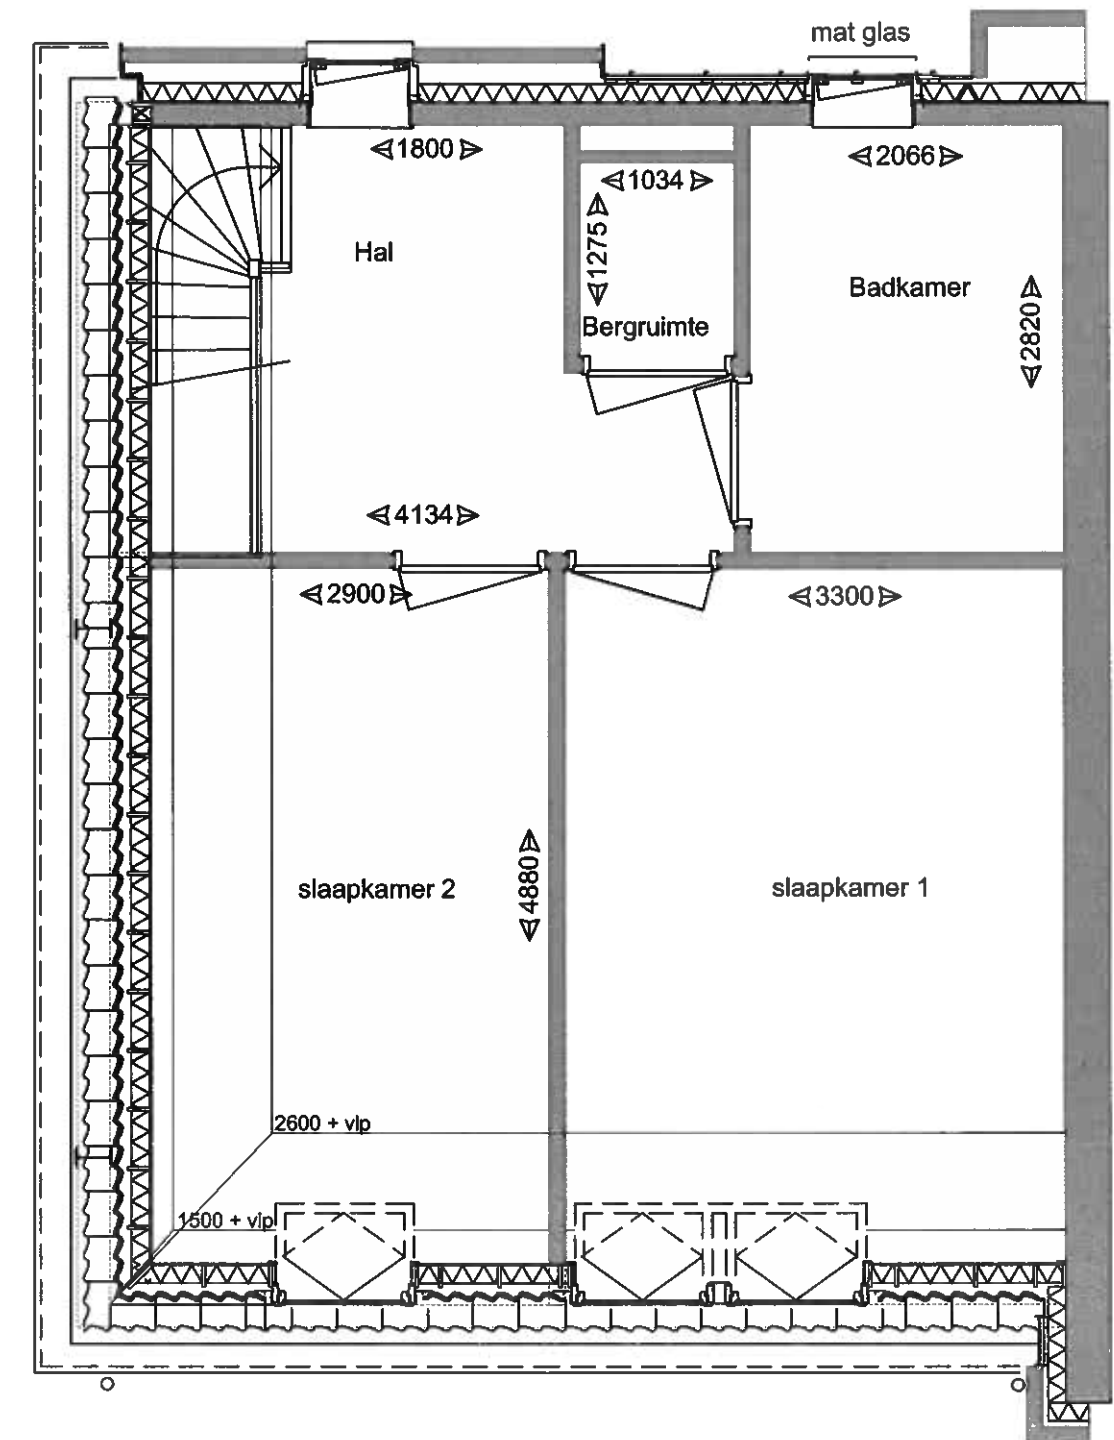 mat glas
1800
2066
1034
1275
Hal
Badkamer
2820
Bergruimte
4134
2900
3300
4880
slaapkamer 2
slaapkamer 1
2600 + vlp
1500 + vlp